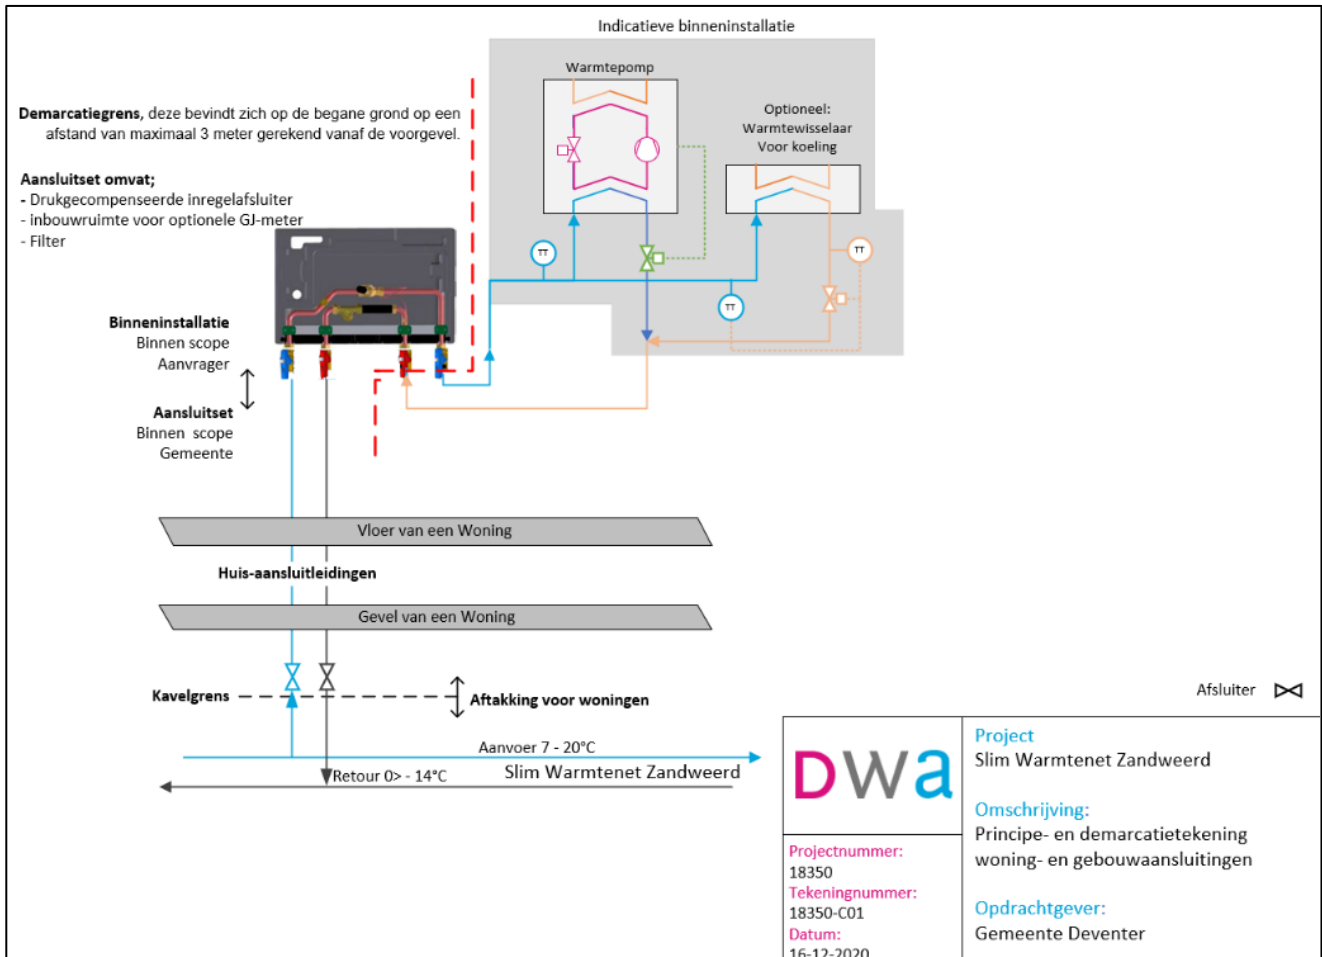 Indicatieve binneninstallatie
Warmtepomp
Optioneel:
Warmtewisselaar
Voor koeling
Demarcatiegrens, deze bevindt zich op de begane grond op een
afstand van maximaal 3 meter gerekend vanaf de voorgevel.
Aansluitset omvat;
- Drukgecompenseerde inregelafsluiter
- inbouwruimte voor optionele GJ-meter
- Filter
TT
TT
TT
Binneninstallatie
Binnen scope
Aanvrager
Aansluitset
Binnen scope
Gemeente
Vloer van een Woning
Huis-aansluitleidingen
Gevel van een Woning
Kavelgrens
Aftakking voor woningen
Aanvoer 7 - 20°C
Slim Warmtenet Zandweerd
Retour 0> - 14°C
Afsluiter
DWa
Projectnummer:
18350
Tekeningnummer:
18350-C01
Datum:
16-12-2020
Project
Slim Warmtenet Zandweerd
Omschrijving:
Principe- en demarcatietekening
woning- en gebouwaansluitingen
Opdrachtgever:
Gemeente Deventer